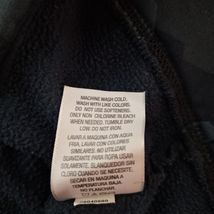 MACHINE WASH COLD.
WASH WITH LIKE COLORS.
DO NOT USE SOFTENERS.
ONLY NON CHLORINE BLEACH
WHEN NEEDED. TUMBLE DRY
LOW. DO NOT IRON.
LAVAR A MAQUINA CON AGUA
FRIA, LAVAR CON COLORES
SIMILARES. NO UTILIZAR
SUAVIZANTE PARA ROPA USAR
SOLAMENTE. BLANQUEDOR SIN
CLORO CUANDO SE NECESITE.
SECAR EN MAQUINA A
TEMPERATURA BAJA.
NO PLANCHAR.